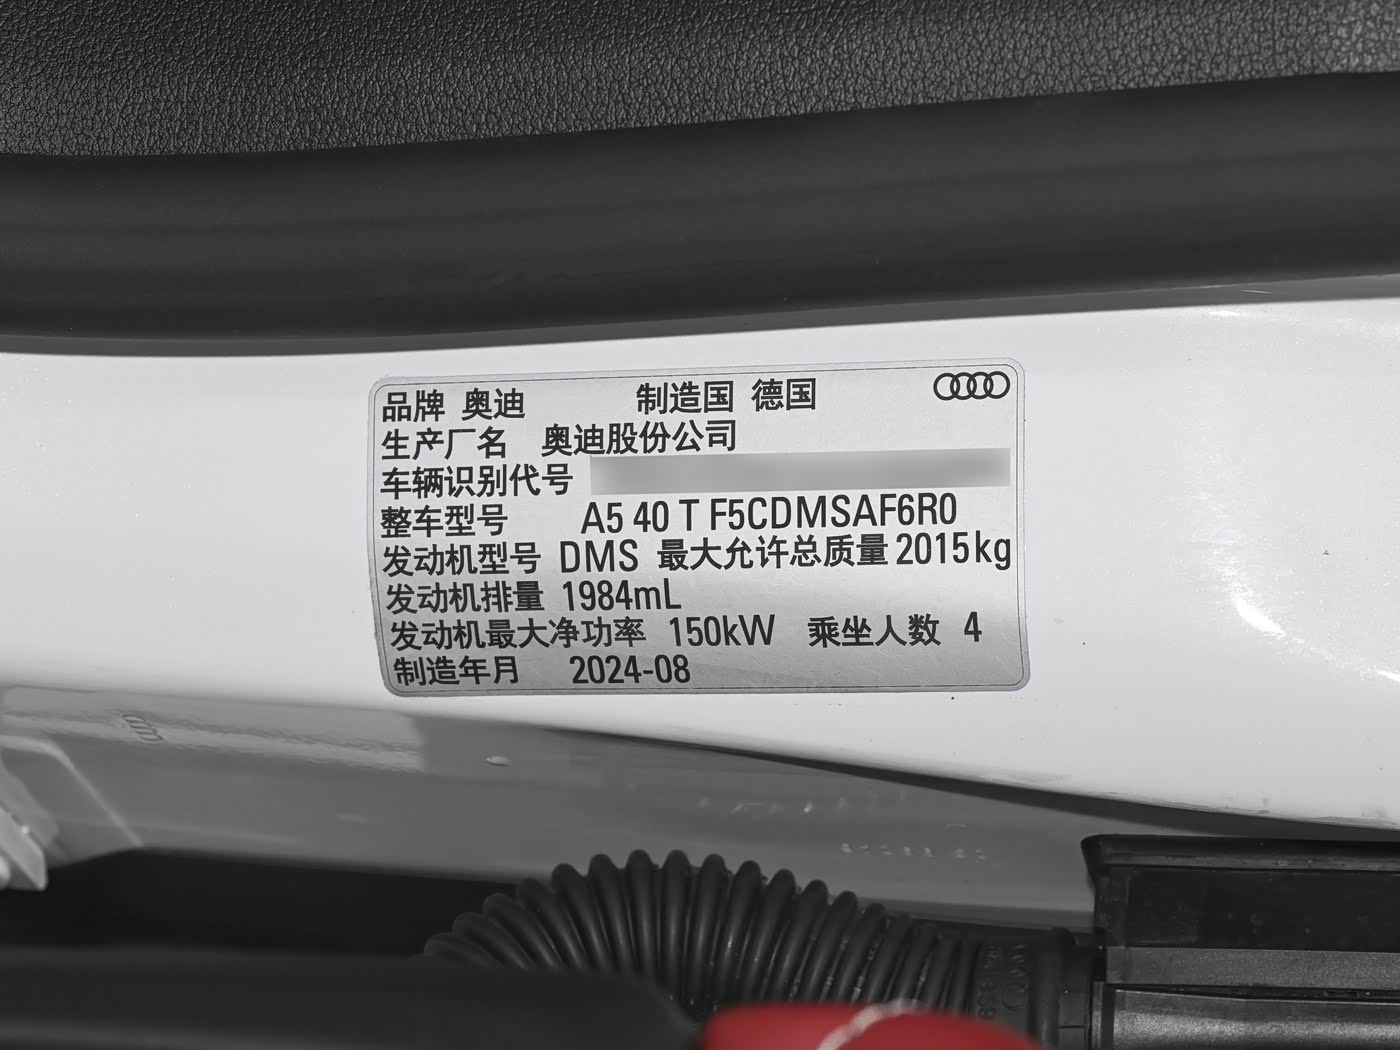 品牌 奥迪 制造国 德国
生产厂名 奥迪股份公司
车辆识别代号
整车型号 A5 40 T F5CDMSAF6R0
发动机型号 DMS 最大允许总质量 2015kg
发动机排量 1984mL
发动机最大净功率 150kW 乘坐人数 4
制造年月 2024-08